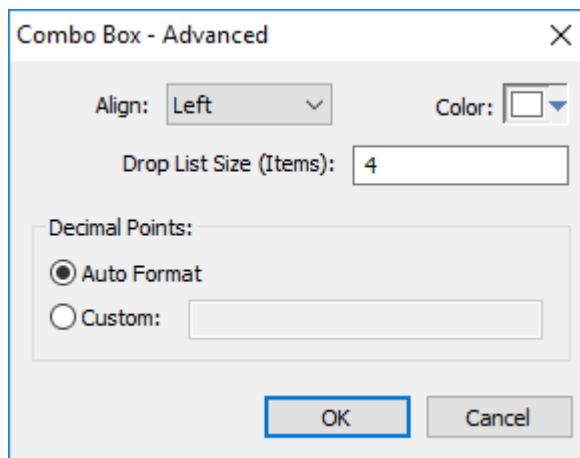 Combo Box - Advanced
Align: Left Color:
Drop List Size (Items): 4
Decimal Points:
Auto Format
Custom:
OK Cancel